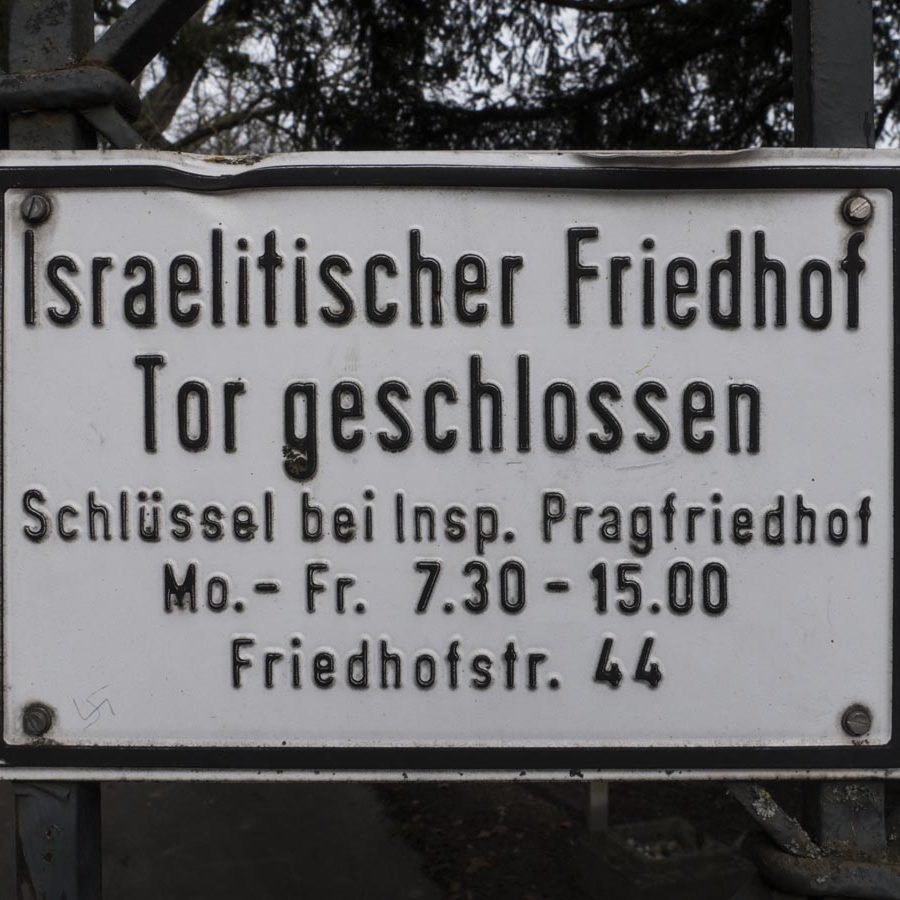 Israelitischer Friedhof
Tor geschlossen
Schlüssel bei Insp. Pragfriedhof
Mo.- Fr. 7.30 - 15.00
Friedhofstr. 44